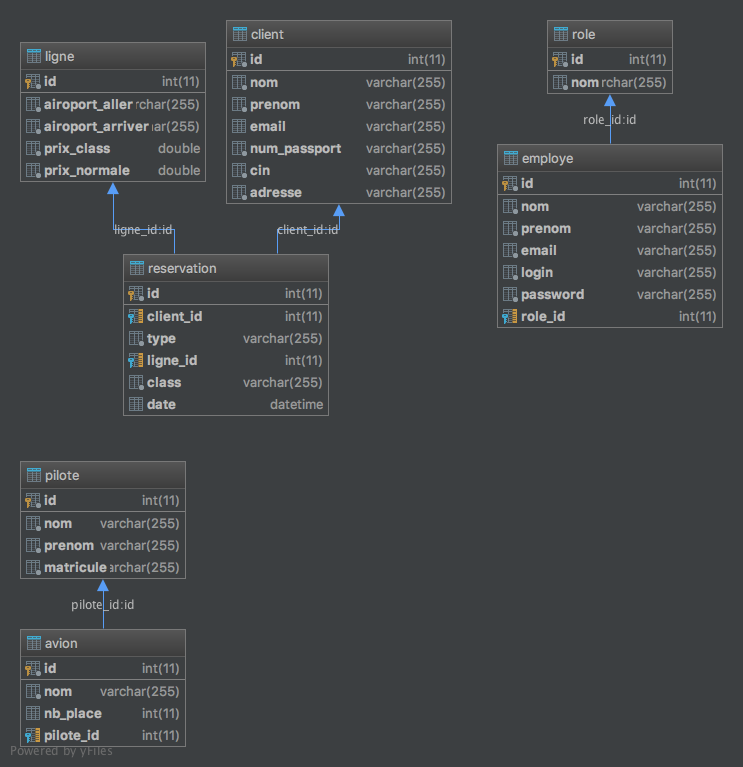 ligne
id int(11)
airoport_aller rchar(255)
airoport_arriver har(255)
prix_class double
prix_normale double
client
id int(11)
nom varchar(255)
prenom varchar(255)
email varchar(255)
num_passport varchar(255)
cin varchar(255)
adresse varchar(255)
role
id int(11)
nom rchar(255)
role_id:id
employe
id int(11)
nom varchar(255)
prenom varchar(255)
email varchar(255)
login varchar(255)
password varchar(255)
role_id int(11)
ligne_id:id
client_id:id
reservation
id int(11)
client_id int(11)
type varchar(255)
ligne_id int(11)
class varchar(255)
date datetime
pilote
id int(11)
nom varchar(255)
prenom varchar(255)
matricule archar(255)
pilote_id:id
avion
id int(11)
nom varchar(255)
nb_place int(11)
pilote_id int(11)
Powered by yFiles